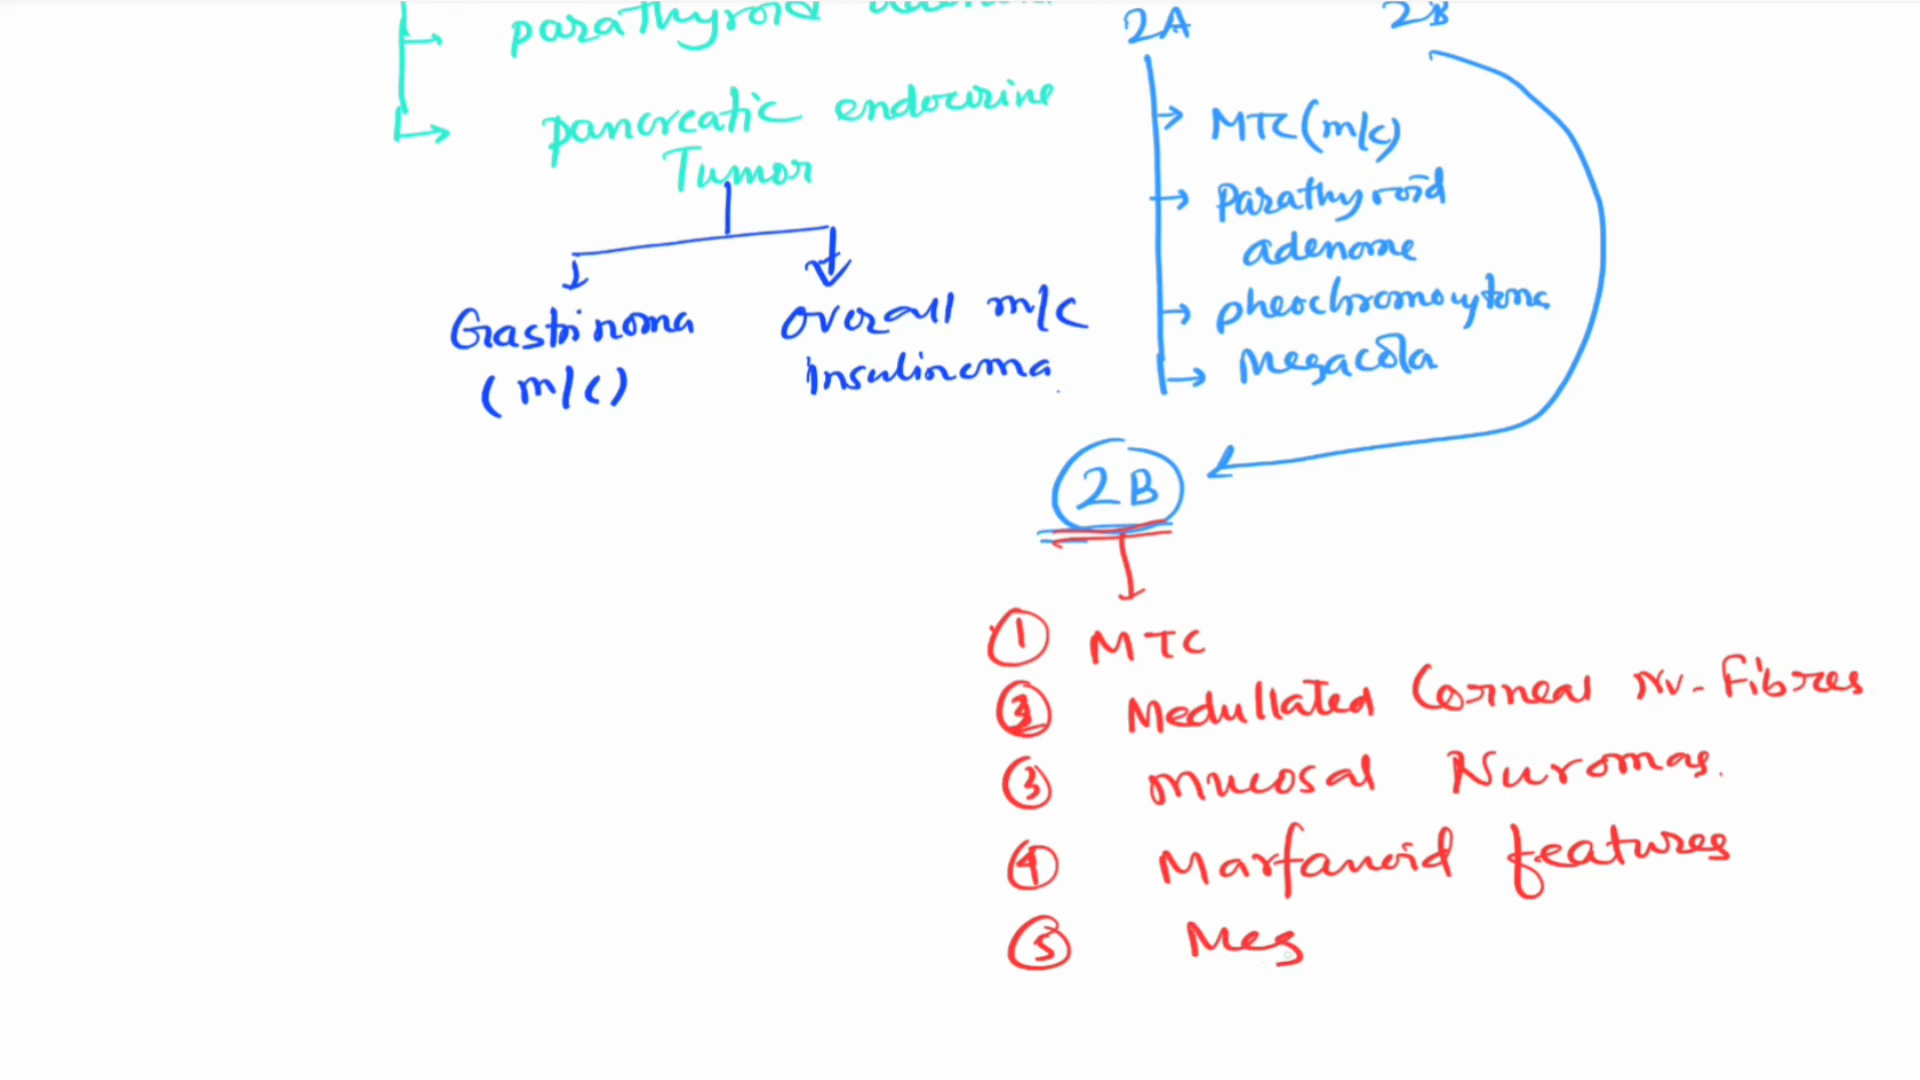 parathyroid
pancreatic endocrine
Tumor
Gastrinoma
(m/c)
overall m/c
Insulinoma
2A
2B
MTC(m/c)
Parathyroid
adenome
pheochromocytoma
Megacola
2B
1 MTC
2 Medullated Corneal Nv. Fibres
3 Mucosal Nuromas.
4 Marfanoid features
5 Meg